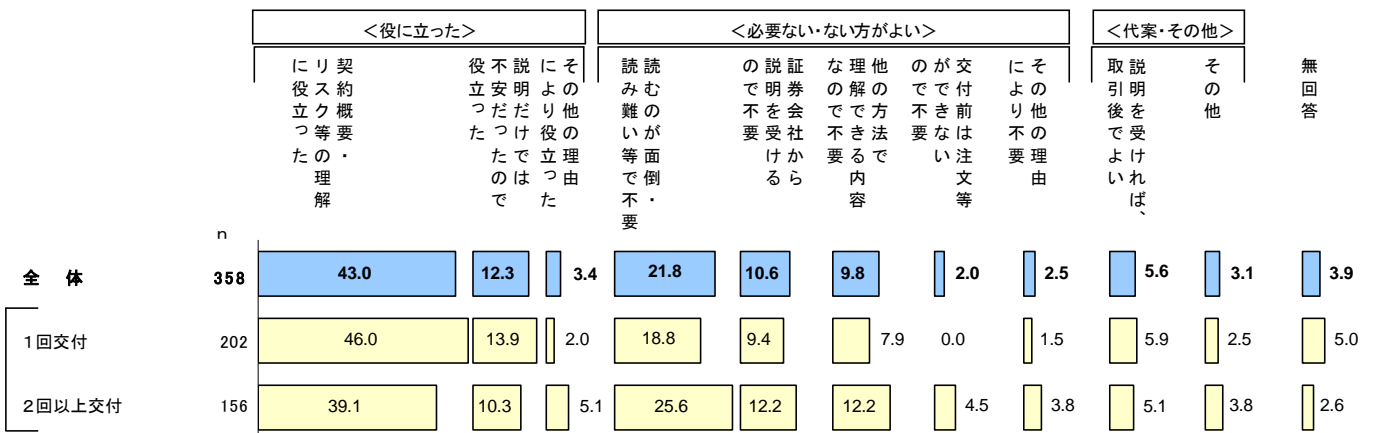 ＜役に立った＞
＜必要ない・ない方がよい＞
＜代案・その他＞
契約概要・
リスク等の理解
に役立った
説明だけでは
不安だったので
役立った
その他の理由
により役立った
読むのが面倒・
読み難い等で不要
証券会社から
説明を受ける
ので不要
他の方法で
理解できる内容
なので不要
交付前は注文等
ができない
ので不要
その他の理由
により不要
説明を受ければ、
取引後でよい
その他
無回答
n
全 体 358 43.0 12.3 3.4 21.8 10.6 9.8 2.0 2.5 5.6 3.1 3.9
1回交付 202 46.0 13.9 2.0 18.8 9.4 7.9 0.0 1.5 5.9 2.5 5.0
2回以上交付 156 39.1 10.3 5.1 25.6 12.2 12.2 4.5 3.8 5.1 3.8 2.6